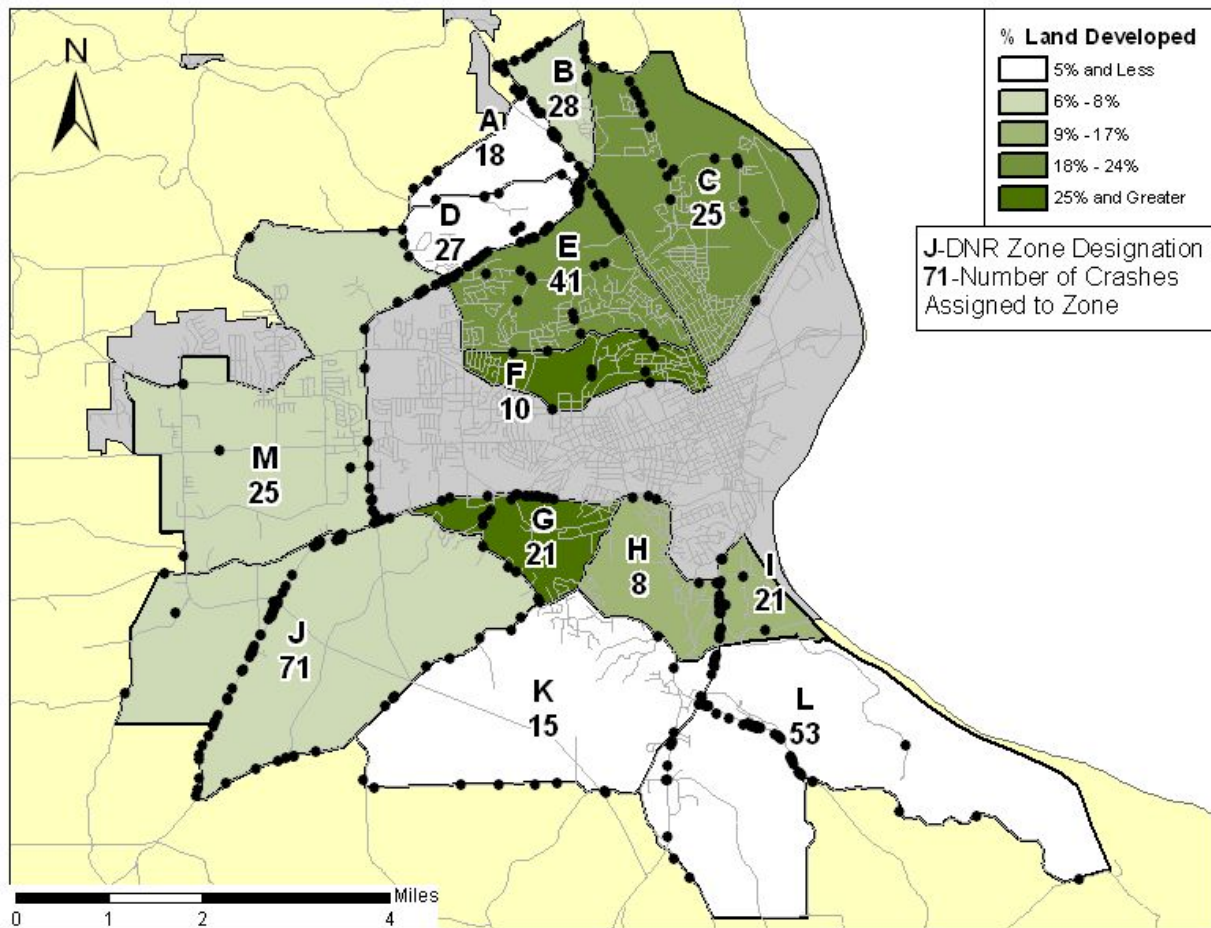 N
% Land Developed
5% and Less
6% - 8%
9% - 17%
18% - 24%
25% and Greater
J-DNR Zone Designation
71-Number of Crashes
Assigned to Zone
B
28
A
18
C
25
D
27
E
41
F
10
M
25
G
21
H
8
I
21
J
71
K
15
L
53
Miles
0 1 2 4